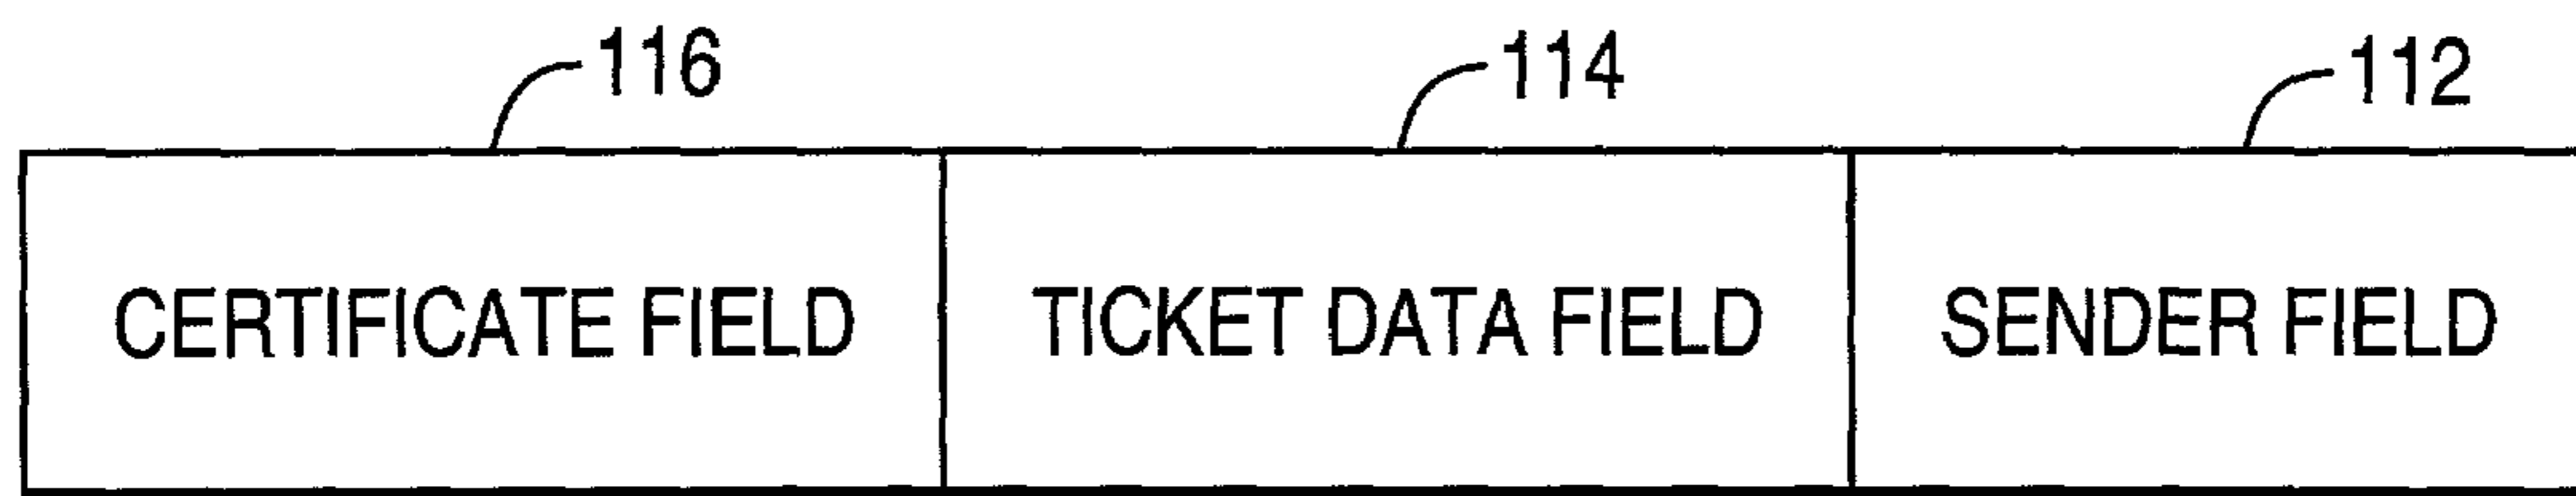 116 114 112
CERTIFICATE FIELD TICKET DATA FIELD SENDER FIELD